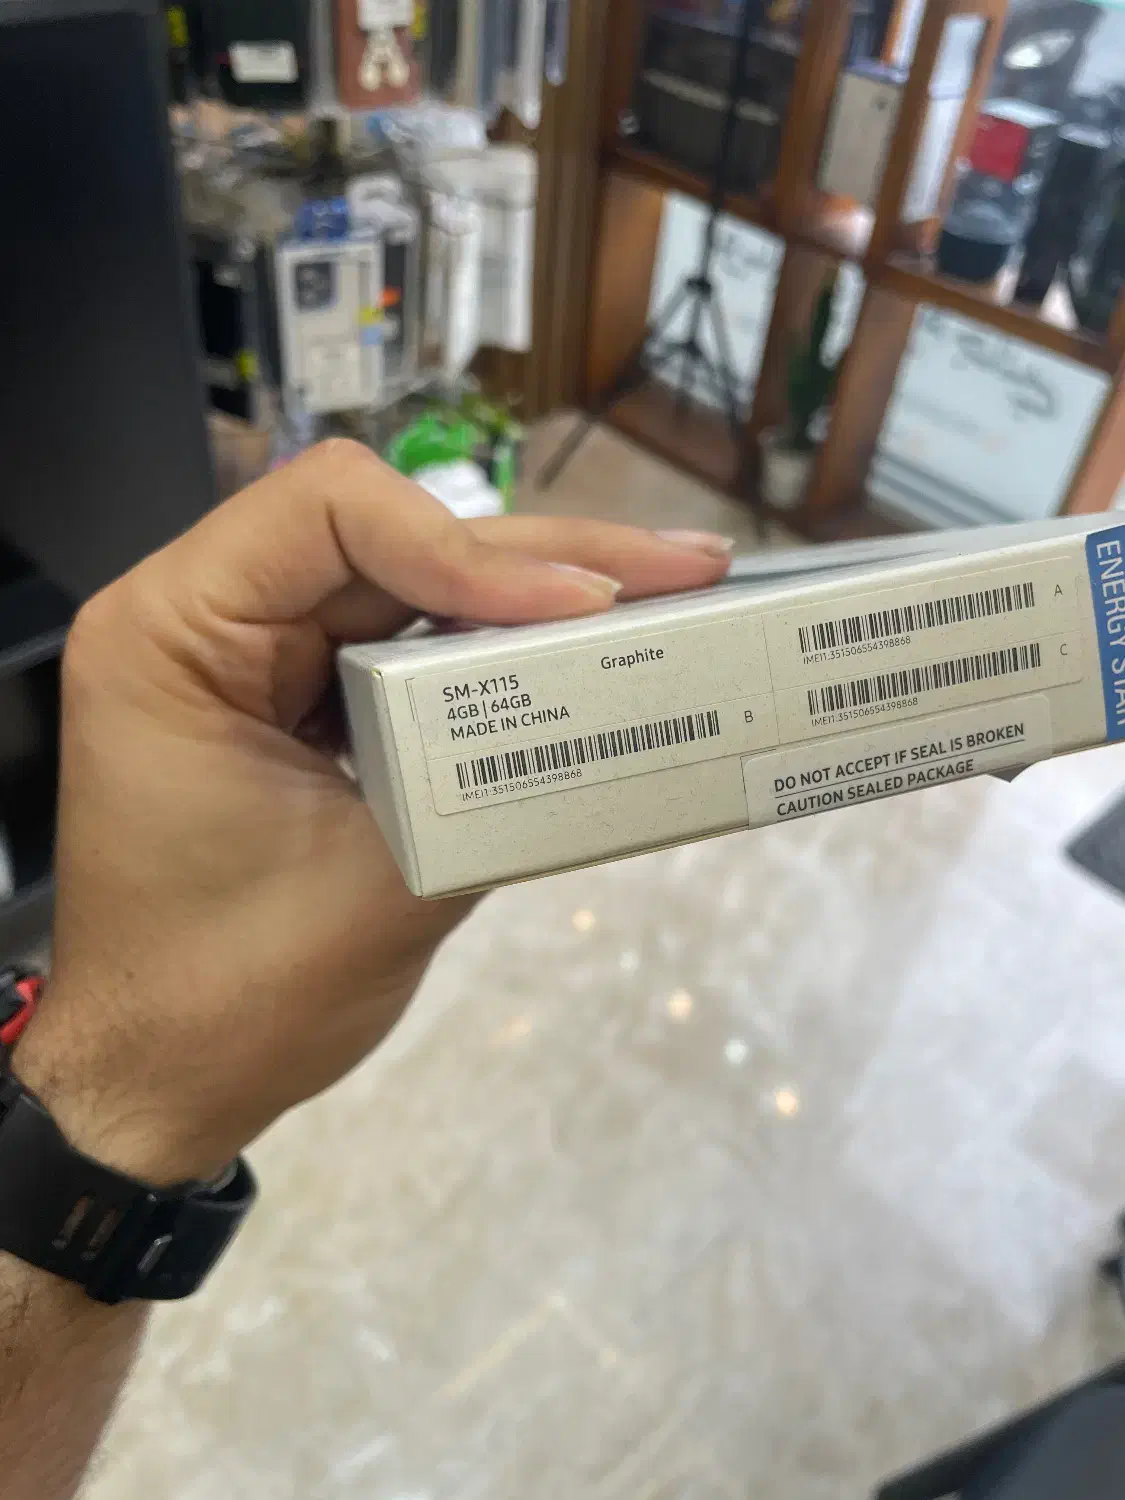 Graphite
SM-X115
4GB | 64GB
MADE IN CHINA
B
IMEI1:351506554398868
A
IMEI1:351506554398868
C
IMEI1:351506554398868
DO NOT ACCEPT IF SEAL IS BROKEN
CAUTION SEALED PACKAGE
ENERGY STAR